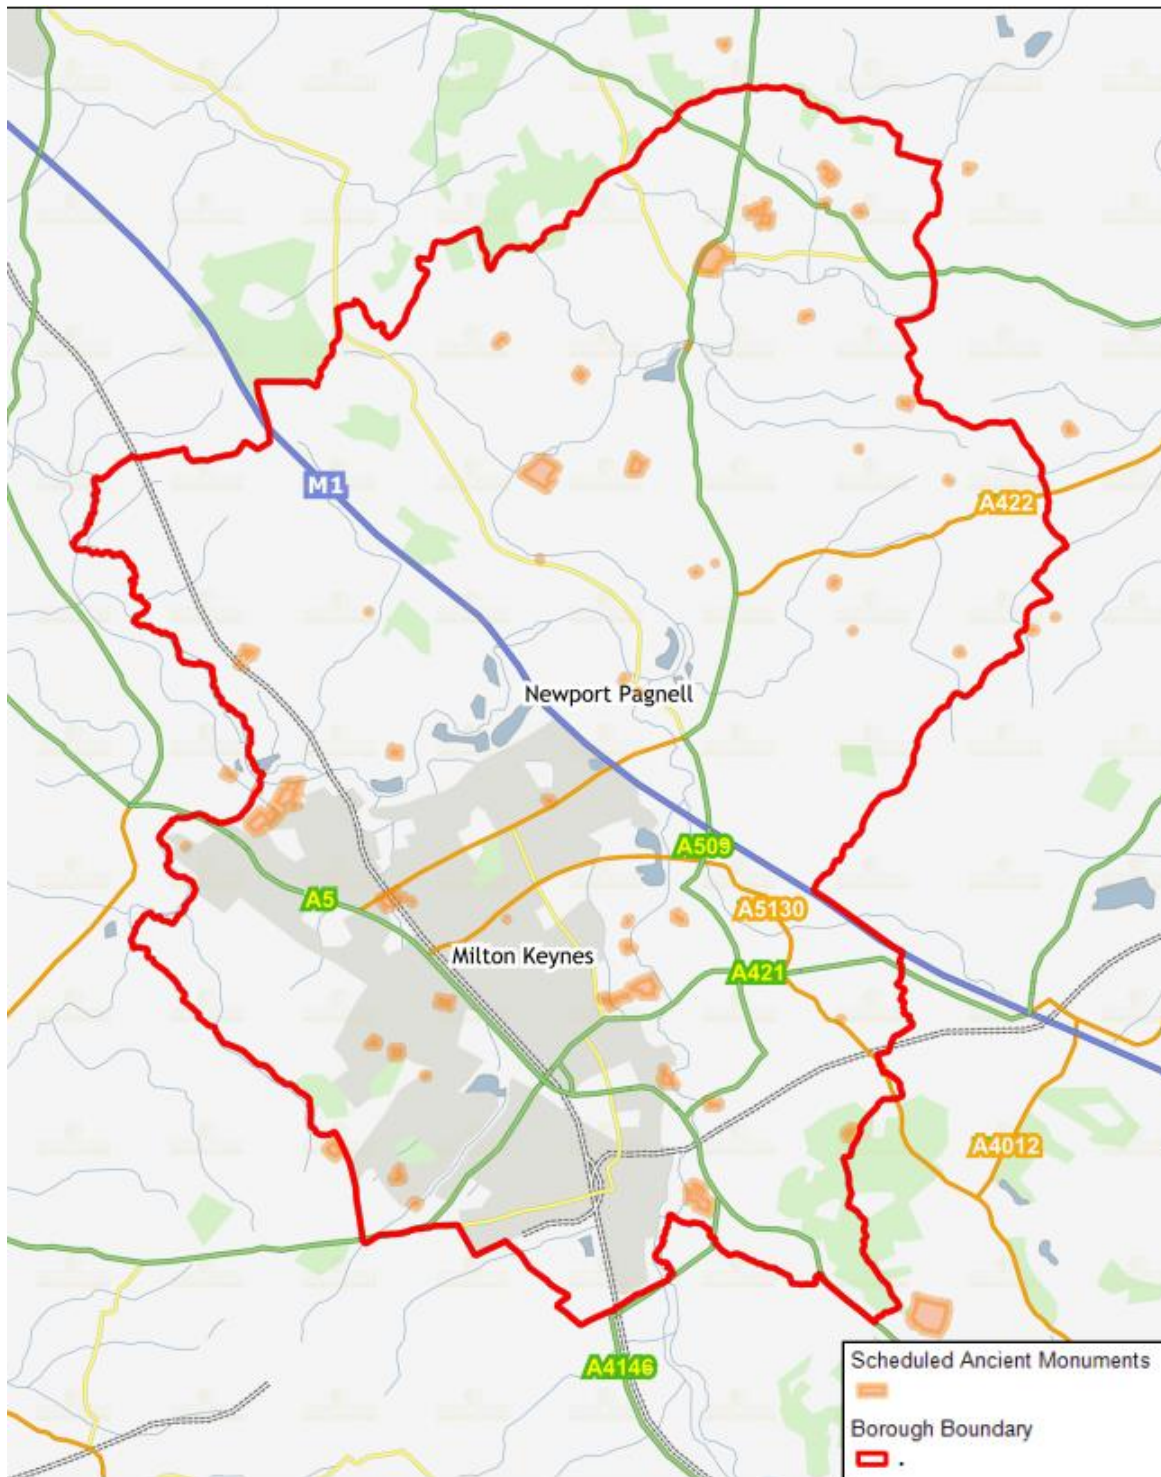 M1
A422
Newport Pagnell
A509
A5
A5130
Milton Keynes
A421
A4012
A4146
Scheduled Ancient Monuments
Borough Boundary